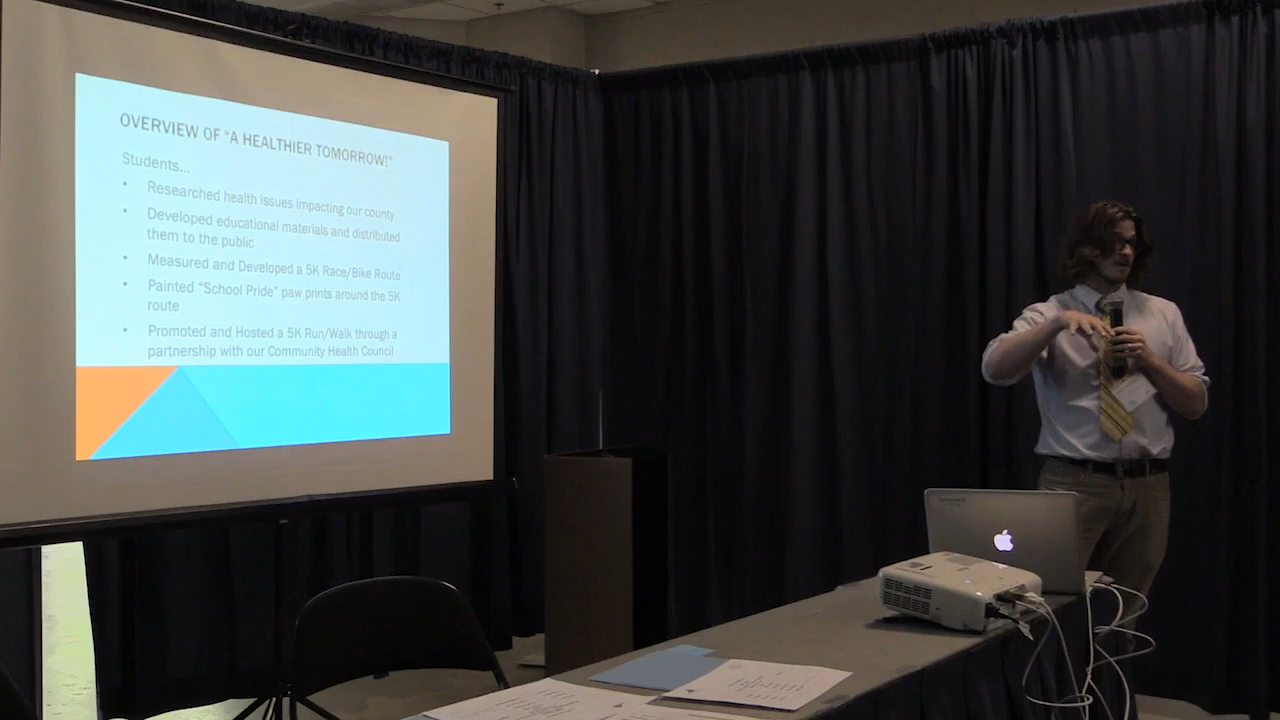 OVERVIEW OF "A HEALTHIER TOMORROW!"
Students...
• Researched health issues impacting our county
• Developed educational materials and distributed
them to the public
• Measured and Developed a 5K Race/Bike Route
• Painted "School Pride" paw prints around the 5K
route
• Promoted and Hosted a 5K Run/Walk through a
partnership with our Community Health Council